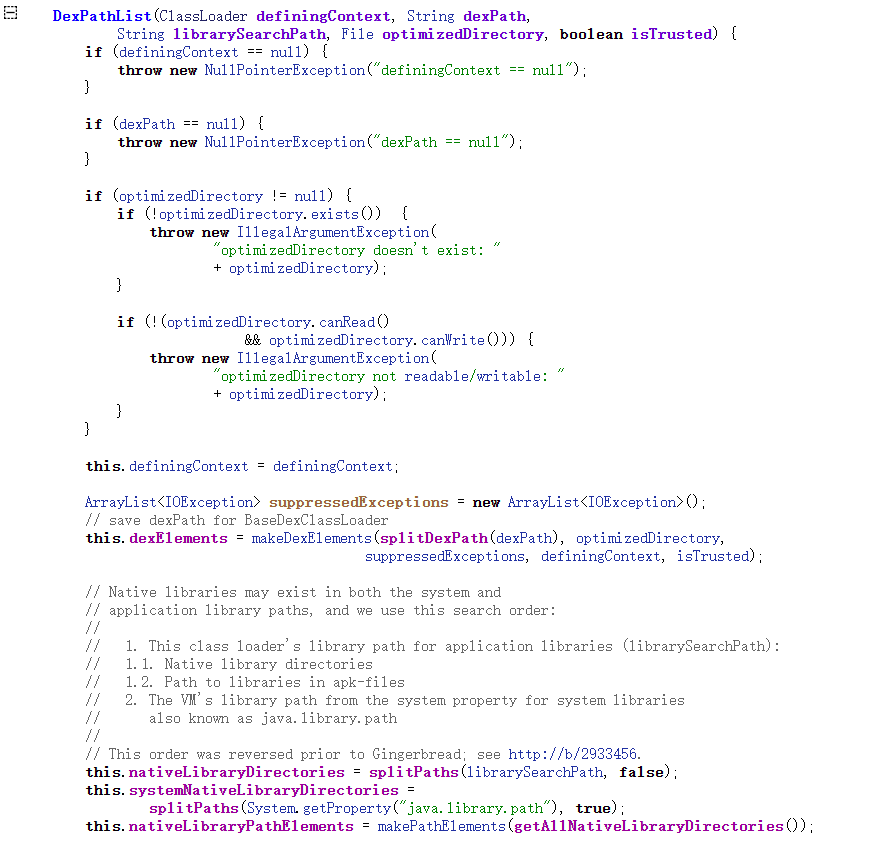 DexPathList(ClassLoader definingContext, String dexPath,
        String librarySearchPath, File optimizedDirectory, boolean isTrusted) {
    if (definingContext == null) {
        throw new NullPointerException("definingContext == null");
    }

    if (dexPath == null) {
        throw new NullPointerException("dexPath == null");
    }

    if (optimizedDirectory != null) {
        if (!optimizedDirectory.exists())  {
            throw new IllegalArgumentException(
                    "optimizedDirectory doesn't exist: "
                    + optimizedDirectory);
        }

        if (!(optimizedDirectory.canRead()
                        && optimizedDirectory.canWrite())) {
            throw new IllegalArgumentException(
                    "optimizedDirectory not readable/writable: "
                    + optimizedDirectory);
        }
    }

    this.definingContext = definingContext;

    ArrayList<IOException> suppressedExceptions = new ArrayList<IOException>();
    // save dexPath for BaseDexClassLoader
    this.dexElements = makeDexElements(splitDexPath(dexPath), optimizedDirectory,
                                       suppressedExceptions, definingContext, isTrusted);

    // Native libraries may exist in both the system and
    // application library paths, and we use this search order:
    //
    //   1. This class loader's library path for application libraries (librarySearchPath):
    //   1.1. Native library directories
    //   1.2. Path to libraries in apk-files
    //   2. The VM's library path from the system property for system libraries
    //      also known as java.library.path
    //
    // This order was reversed prior to Gingerbread; see http://b/2933456.
    this.nativeLibraryDirectories = splitPaths(librarySearchPath, false);
    this.systemNativeLibraryDirectories =
            splitPaths(System.getProperty("java.library.path"), true);
    this.nativeLibraryPathElements = makePathElements(getAllNativeLibraryDirectories());